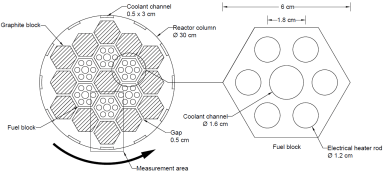 Coolant channel
0.5 x 3 cm
Graphite block
Reactor column
Ø 30 cm
Fuel block
Gap
0.5 cm
Measurement area
6 cm
1.8 cm
Coolant channel
Ø 1.6 cm
Fuel block
Electrical heater rod
Ø 1.2 cm